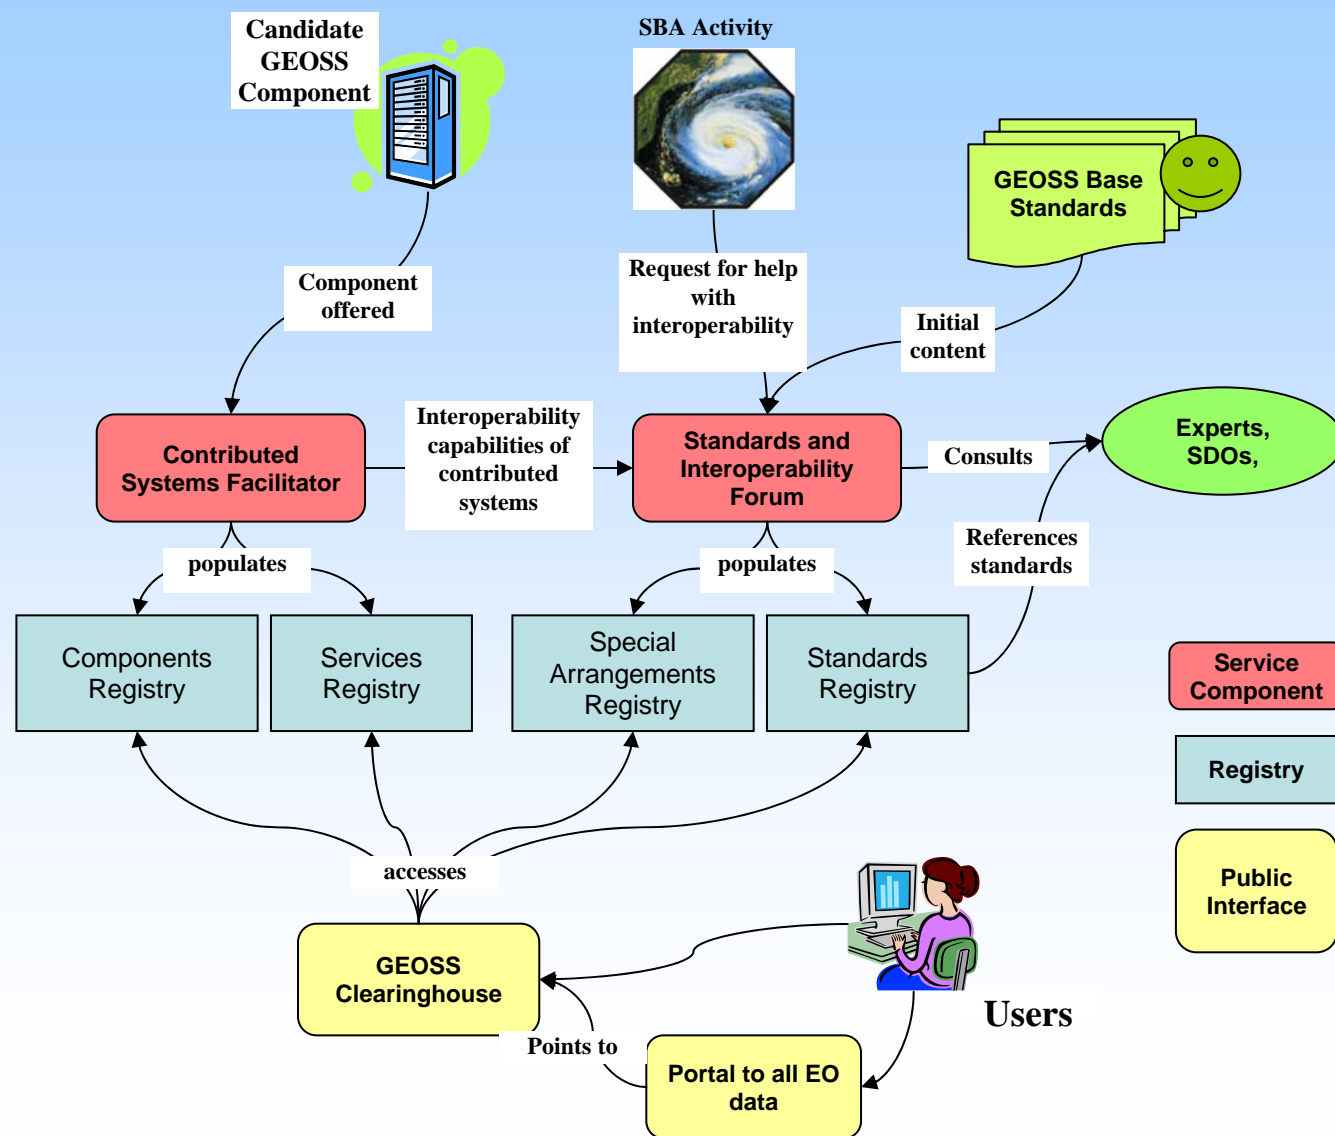 Candidate
GEOSS
Component
SBA Activity
GEOSS Base
Standards
Component
offered
Request for help
with
interoperability
Initial
content
Contributed
Systems Facilitator
Interoperability
capabilities of
contributed
systems
Standards and
Interoperability
Forum
Consults
Experts,
SDOs,
populates
populates
References
standards
Components
Registry
Services
Registry
Special
Arrangements
Registry
Standards
Registry
Service
Component
Registry
Public
Interface
accesses
GEOSS
Clearinghouse
Users
Points to
Portal to all EO
data